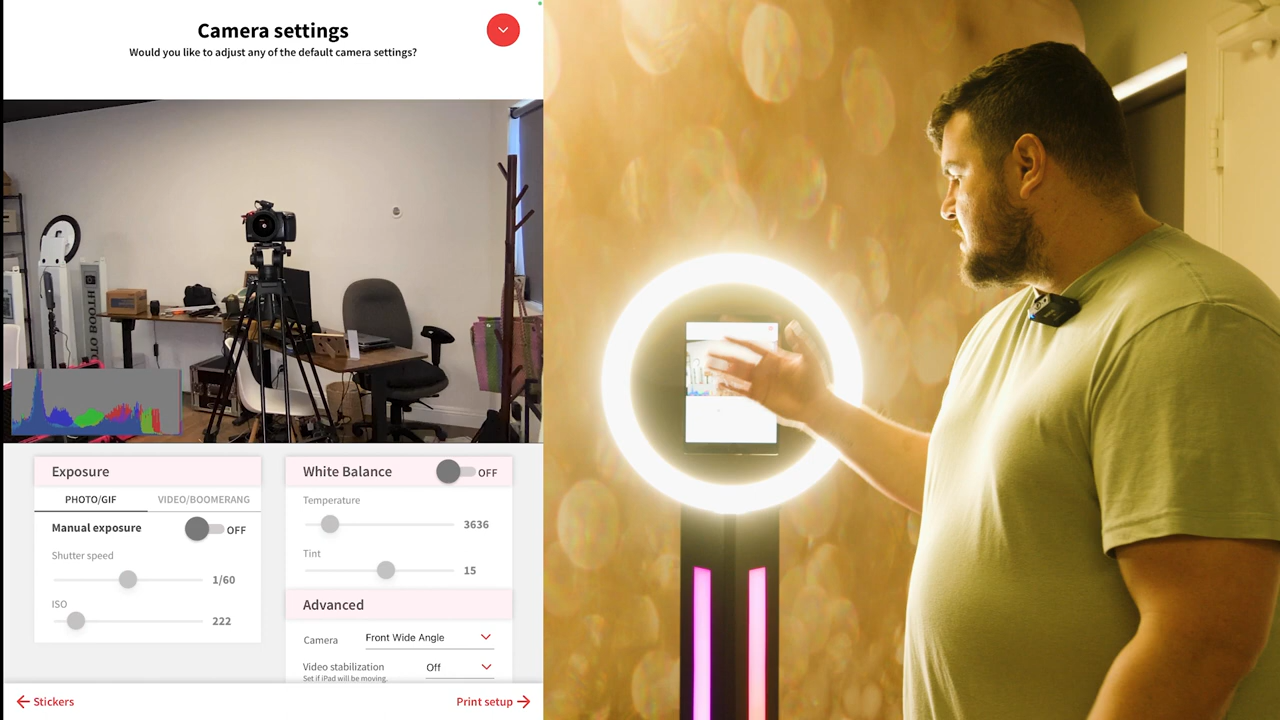 Camera settings
Would you like to adjust any of the default camera settings?
OTO BOOTH
Exposure
PHOTO/GIF
VIDEO/BOOMERANG
Manual exposure
OFF
Shutter speed
1/60
ISO
222
White Balance
OFF
Temperature
3636
Tint
15
Advanced
Camera
Front Wide Angle
Video stabilization
Off
Set if iPad will be moving.
Stickers
Print setup